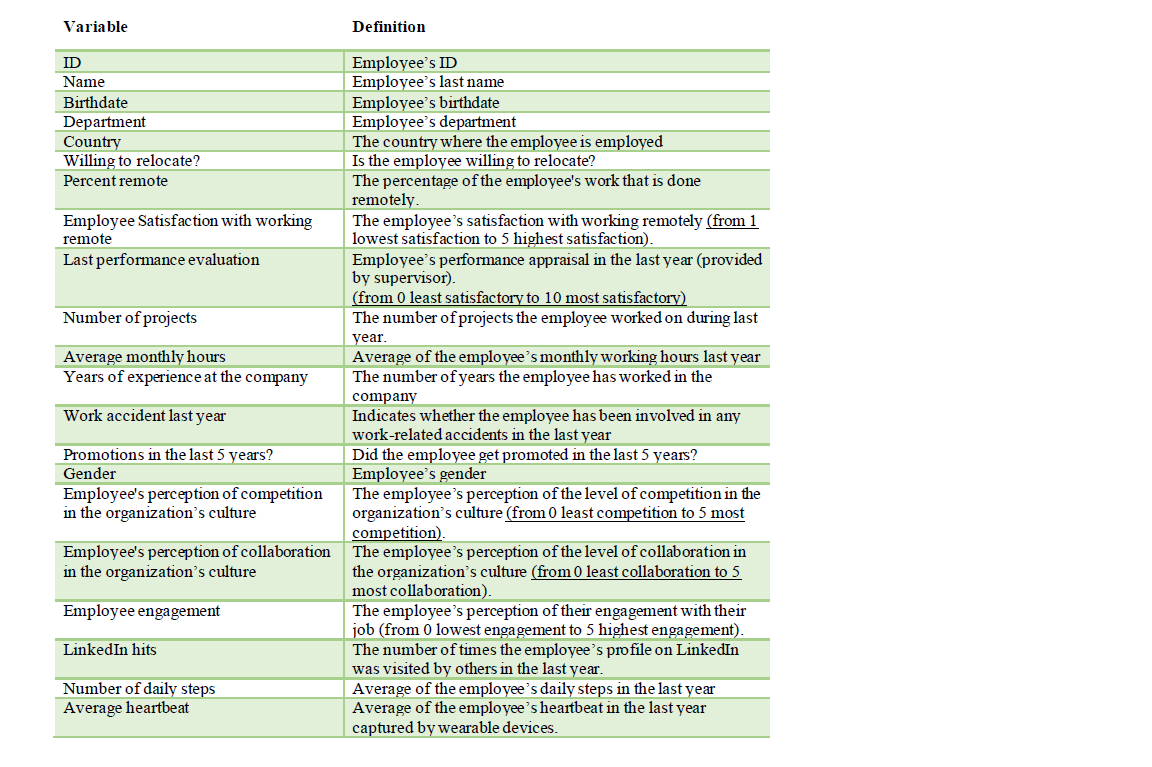 Variable Definition
ID Employee’s ID
Name Employee’s last name
Birthdate Employee’s birthdate
Department Employee’s department
Country The country where the employee is employed
Willing to relocate? Is the employee willing to relocate?
Percent remote The percentage of the employee's work that is done
remotely.
Employee Satisfaction with working The employee’s satisfaction with working remotely (from 1
remote lowest satisfaction to 5 highest satisfaction).
Last performance evaluation Employee’s performance appraisal in the last year (provided
by supervisor).
(from 0 least satisfactory to 10 most satisfactory)
Number of projects The number of projects the employee worked on during last
year.
Average monthly hours Average of the employee’s monthly working hours last year
Years of experience at the company The number of years the employee has worked in the
company
Work accident last year Indicates whether the employee has been involved in any
work-related accidents in the last year
Promotions in the last 5 years? Did the employee get promoted in the last 5 years?
Gender Employee’s gender
Employee's perception of competition The employee’s perception of the level of competition in the
in the organization’s culture organization’s culture (from 0 least competition to 5 most
competition).
Employee's perception of collaboration The employee’s perception of the level of collaboration in
in the organization’s culture the organization’s culture (from 0 least collaboration to 5
most collaboration).
Employee engagement The employee’s perception of their engagement with their
job (from 0 lowest engagement to 5 highest engagement).
LinkedIn hits The number of times the employee’s profile on LinkedIn
was visited by others in the last year.
Number of daily steps Average of the employee’s daily steps in the last year
Average heartbeat Average of the employee’s heartbeat in the last year
captured by wearable devices.